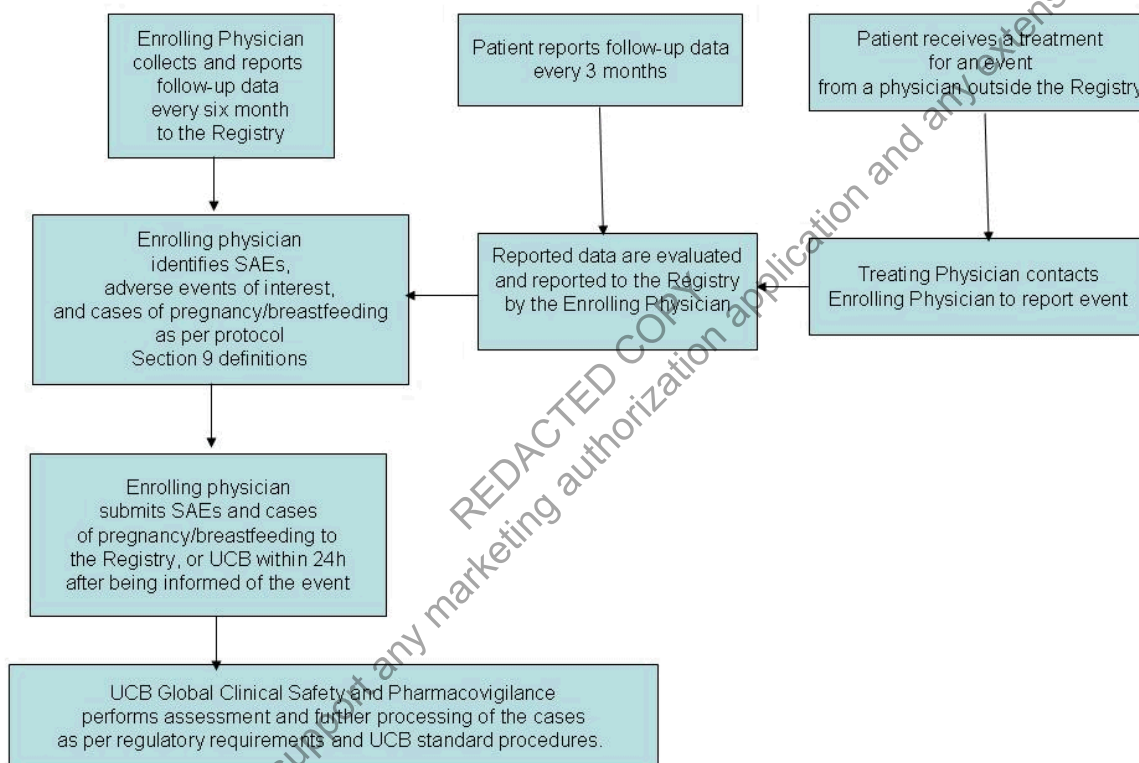 Enrolling Physician
collects and reports
follow-up data
every six month
to the Registry
Patient reports follow-up data
every 3 months
Patient receives a treatment
for an event
from a physician outside the Registry
Enrolling physician
identifies SAEs,
adverse events of interest,
and cases of pregnancy/breastfeeding
as per protocol
Section 9 definitions
Reported data are evaluated
and reported to the Registry
by the Enrolling Physician
Treating Physician contacts
Enrolling Physician to report event
Enrolling physician
submits SAEs and cases
of pregnancy/breastfeeding to
the Registry, or UCB within 24h
after being informed of the event
UCB Global Clinical Safety and Pharmacovigilance
performs assessment and further processing of the cases
as per regulatory requirements and UCB standard procedures.
REDACTED COPY
support any marketing authorization application and any